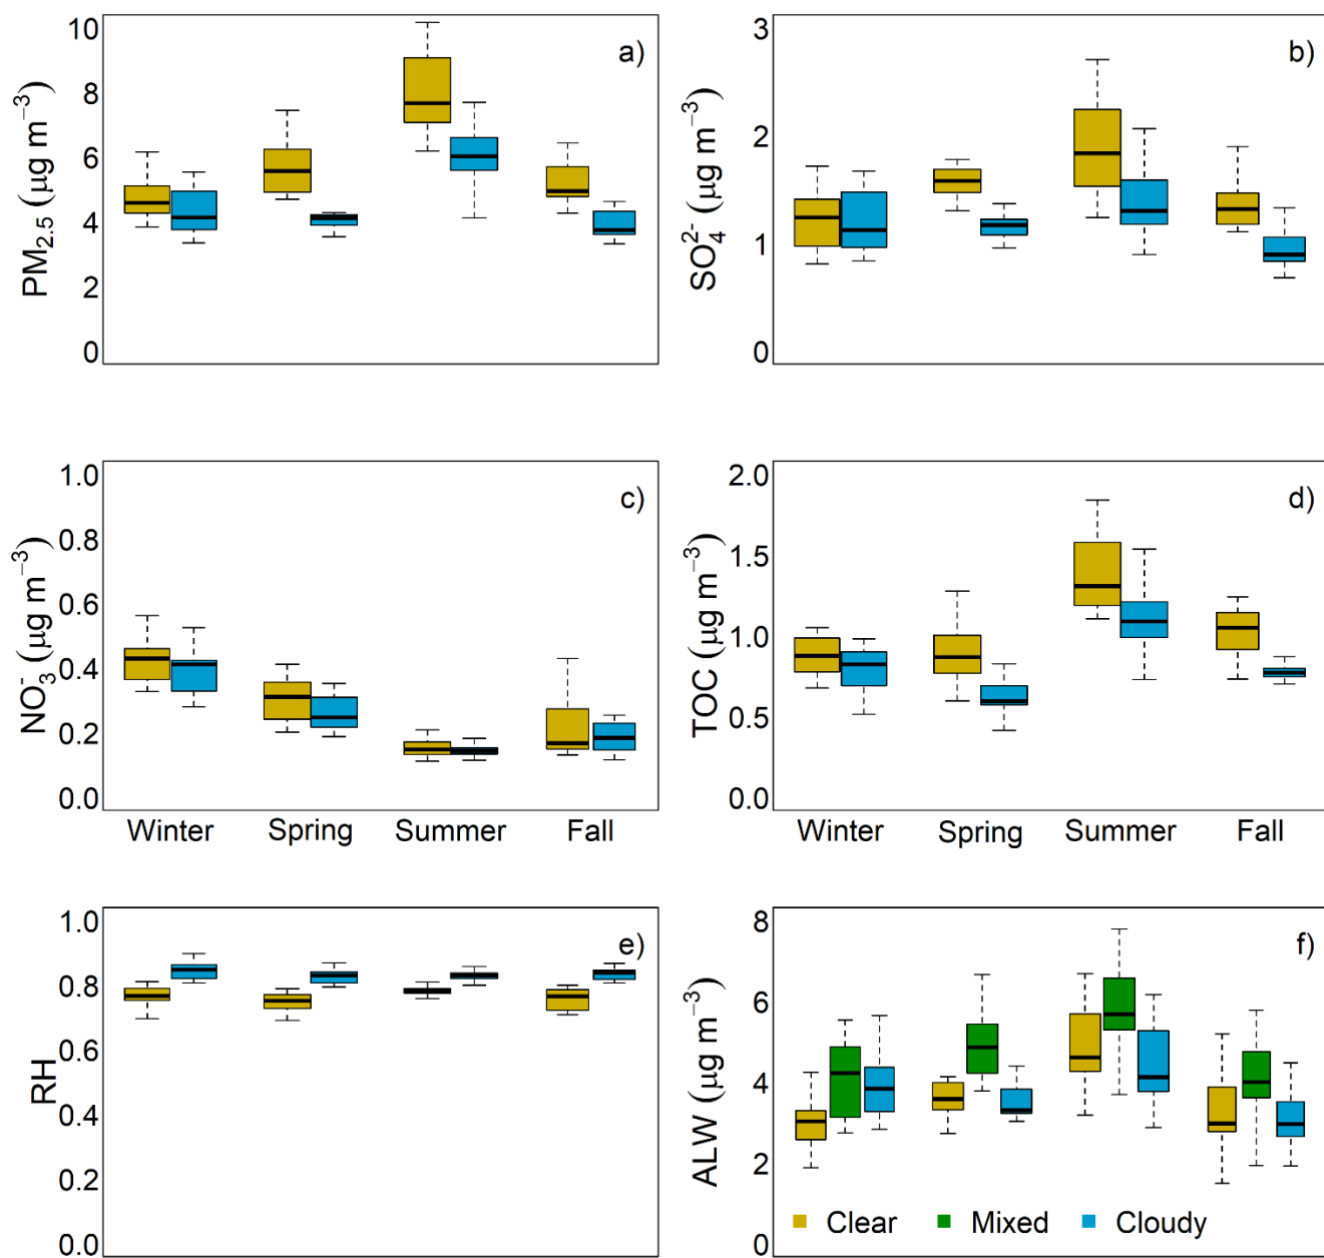 10
8
6
4
2
0
PM2.5 (μg m−3)
a)
3
2
1
0
SO42- (μg m−3)
b)
1.0
0.8
0.6
0.4
0.2
0.0
NO3- (μg m−3)
c)
Winter Spring Summer Fall
2.0
1.5
1.0
0.5
0.0
TOC (μg m−3)
d)
Winter Spring Summer Fall
1.0
0.8
0.6
0.4
0.2
0.0
RH
e)
8
6
4
2
0
ALW (μg m−3)
f)
Clear Mixed Cloudy